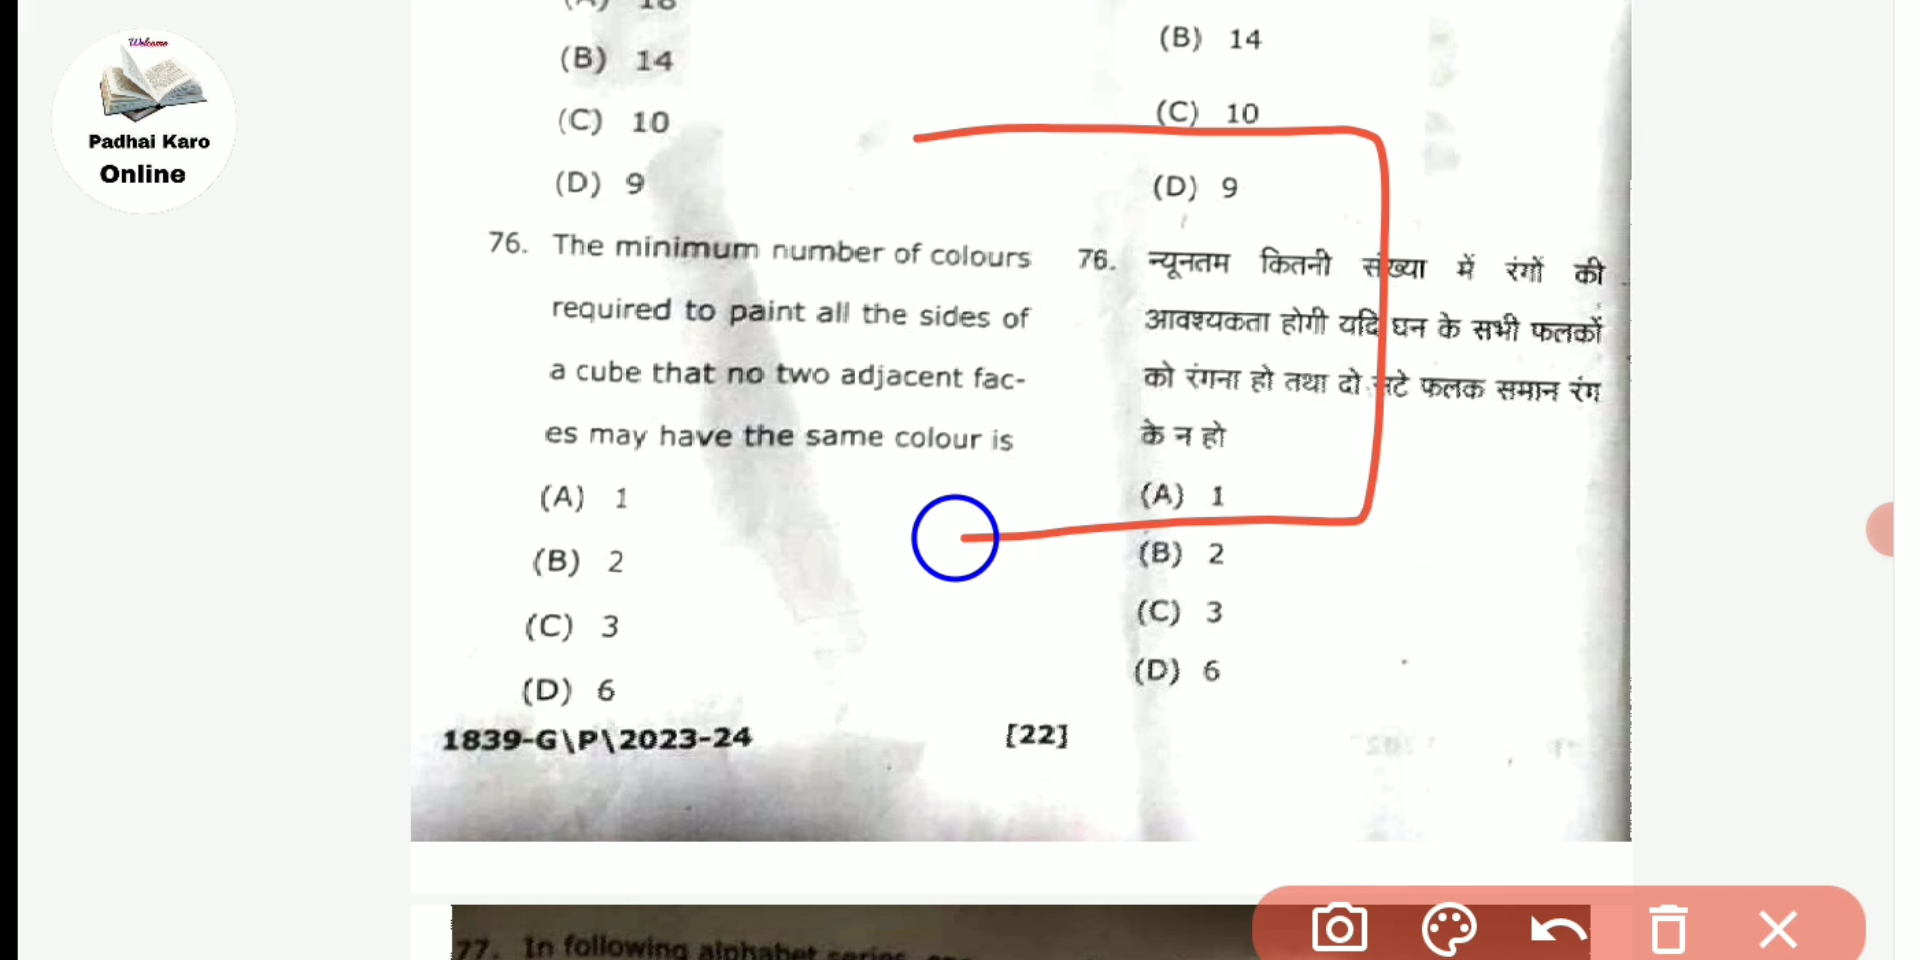 Welcome
Padhai Karo
Online
(B) 14
(C) 10
(D) 9
76. The minimum number of colours
required to paint all the sides of
a cube that no two adjacent fac-
es may have the same colour is
(A) 1
(B) 2
(C) 3
(D) 6
1839-G\P\2023-24
[22]
(B) 14
(C) 10
(D) 9
76. न्यूनतम कितनी संख्या में रंगों की
आवश्यकता होगी यदि घन के सभी फलकों
को रंगना हो तथा दो सटे फलक समान रंग
के न हो
(A) 1
(B) 2
(C) 3
(D) 6
77. In following alphabet series